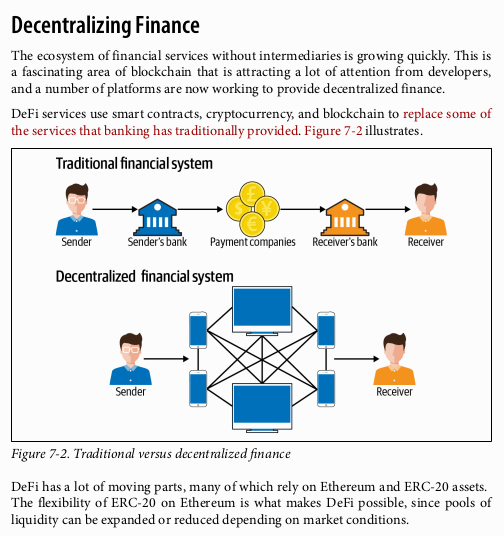 Decentralizing Finance
The ecosystem of financial services without intermediaries is growing quickly. This is
a fascinating area of blockchain that is attracting a lot of attention from developers,
and a number of platforms are now working to provide decentralized finance.
DeFi services use smart contracts, cryptocurrency, and blockchain to replace some of
the services that banking has traditionally provided. Figure 7-2 illustrates.
Traditional financial system
£
$ ¥
€
Sender Sender's bank Payment companies Receiver's bank Receiver
Decentralized financial system
Sender Receiver
Figure 7-2. Traditional versus decentralized finance
DeFi has a lot of moving parts, many of which rely on Ethereum and ERC-20 assets.
The flexibility of ERC-20 on Ethereum is what makes DeFi possible, since pools of
liquidity can be expanded or reduced depending on market conditions.